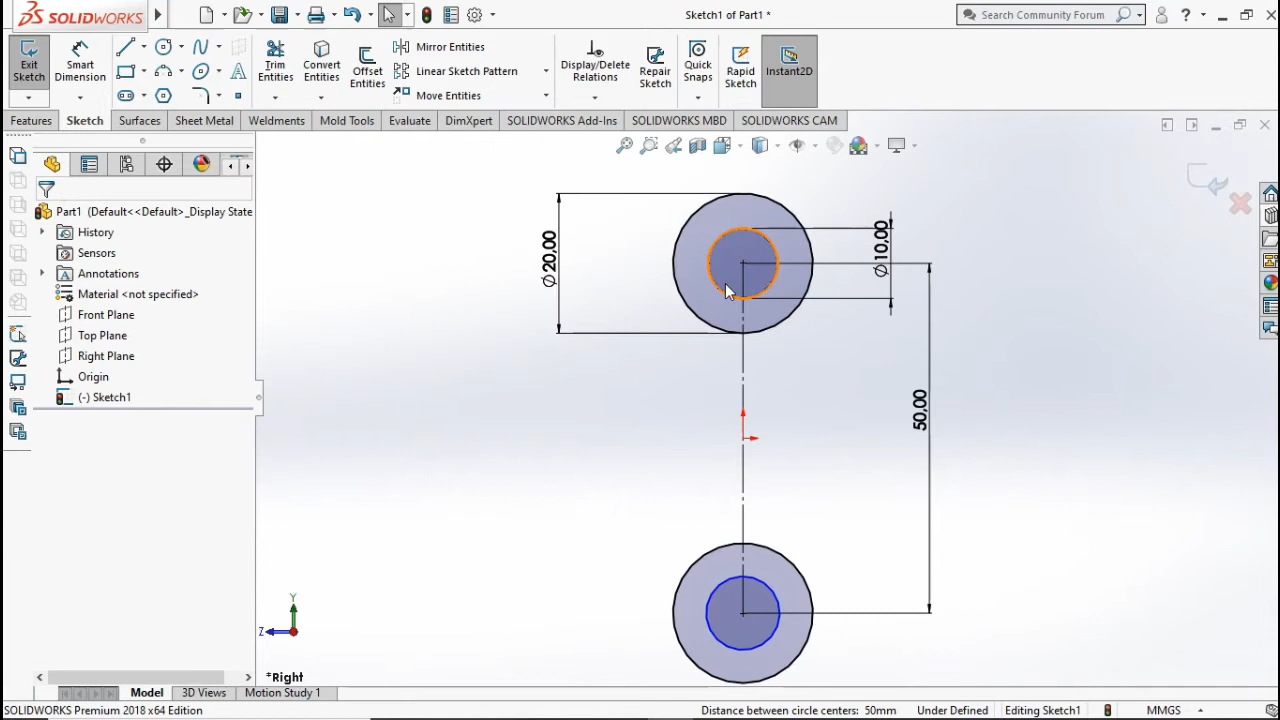 SOLIDWORKS
Sketch1 of Part1 *
Search Community Forum
?
Exit Sketch
Smart Dimension
Trim Entities
Convert Entities
Offset Entities
Mirror Entities
Linear Sketch Pattern
Move Entities
Display/Delete Relations
Repair Sketch
Quick Snaps
Rapid Sketch
Instant2D
Features
Sketch
Surfaces
Sheet Metal
Weldments
Mold Tools
Evaluate
DimXpert
SOLIDWORKS Add-Ins
SOLIDWORKS MBD
SOLIDWORKS CAM
Part1 (Default<<Default>_Display State
History
Sensors
Annotations
Material <not specified>
Front Plane
Top Plane
Right Plane
Origin
(-) Sketch1
∅20,00
∅10,00
50,00
Y
Z
*Right
Model
3D Views
Motion Study 1
SOLIDWORKS Premium 2018 x64 Edition
Distance between circle centers: 50mm
Under Defined
Editing Sketch1
MMGS